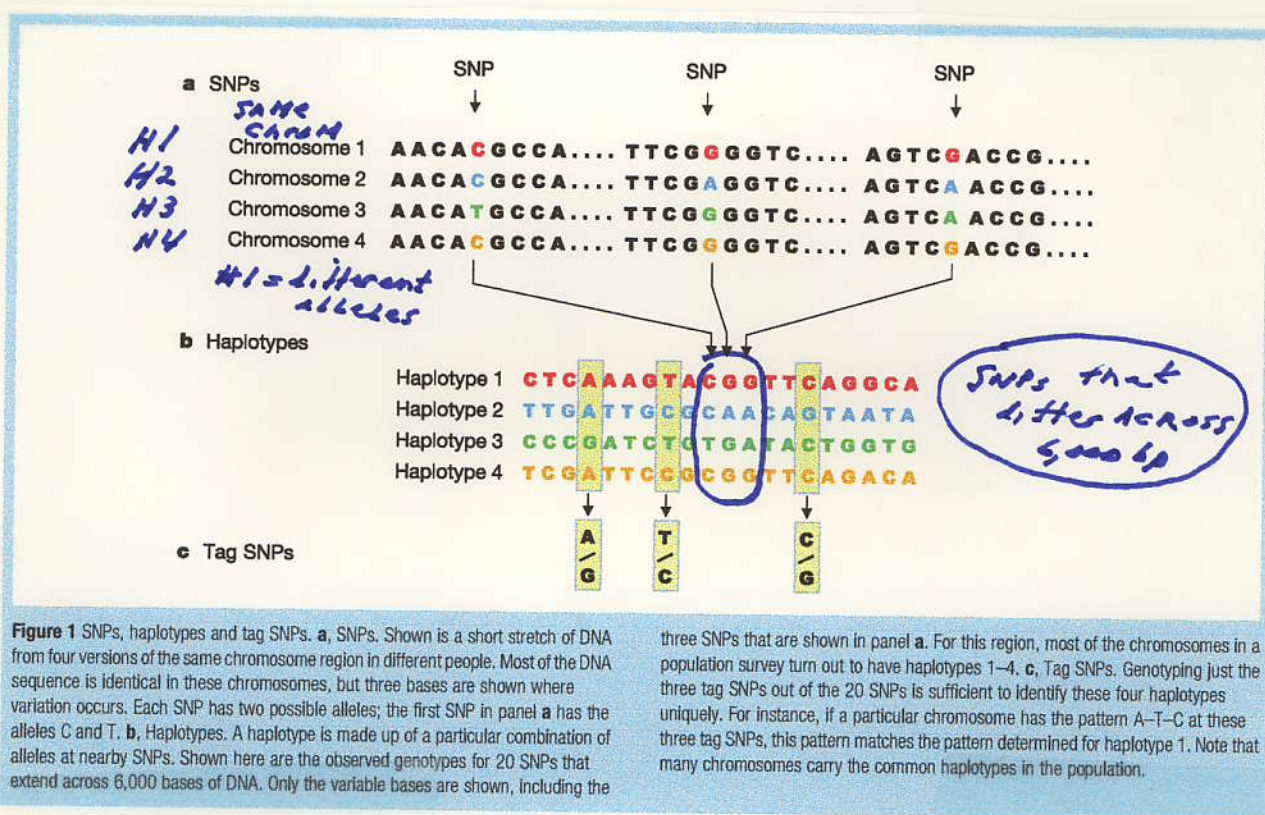 SNP SNP SNP
a SNPs
SAME
CHROM
H1 Chromosome 1 AACACGCCA.... TTCGGGGTC.... AGTCGACCG....
H2 Chromosome 2 AACACGCCA.... TTCGAGGTC.... AGTCAACCG....
H3 Chromosome 3 AACATGCCA.... TTCGGGGTC.... AGTCAACCG....
H4 Chromosome 4 AACACGCCA.... TTCGGGGTC.... AGTCGACCG....
#1 = different
alleles
b Haplotypes
Haplotype 1 CTCAAAGTACGGTTCAGGCA
Haplotype 2 TTGATTGCGCAACAGTAATA
Haplotype 3 CCCGATCTGTGATACTGGTG
Haplotype 4 TCGATTCCGCGGTTCAGACA
SNPs that
differ ACROSS
6,000 bp
c Tag SNPs
A/G T/C C/G
Figure 1 SNPs, haplotypes and tag SNPs. a, SNPs. Shown is a short stretch of DNA
from four versions of the same chromosome region in different people. Most of the DNA
sequence is identical in these chromosomes, but three bases are shown where
variation occurs. Each SNP has two possible alleles; the first SNP in panel a has the
alleles C and T. b, Haplotypes. A haplotype is made up of a particular combination of
alleles at nearby SNPs. Shown here are the observed genotypes for 20 SNPs that
extend across 6,000 bases of DNA. Only the variable bases are shown, including the
three SNPs that are shown in panel a. For this region, most of the chromosomes in a
population survey turn out to have haplotypes 1–4. c, Tag SNPs. Genotyping just the
three tag SNPs out of the 20 SNPs is sufficient to identify these four haplotypes
uniquely. For instance, if a particular chromosome has the pattern A–T–C at these
three tag SNPs, this pattern matches the pattern determined for haplotype 1. Note that
many chromosomes carry the common haplotypes in the population.